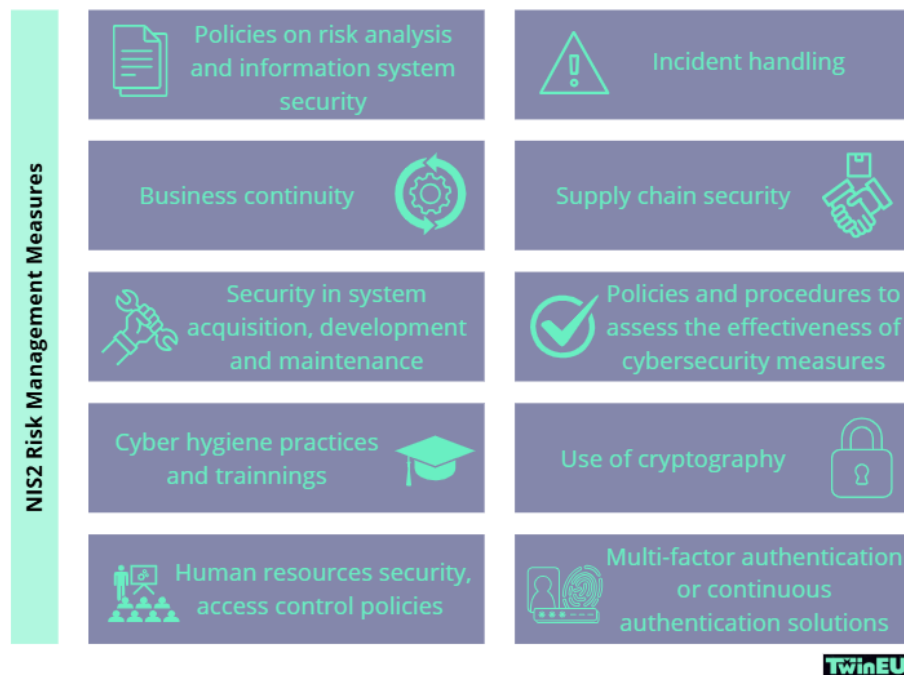 NIS2 Risk Management Measures
Policies on risk analysis
and information system
security
Incident handling
Business continuity
Supply chain security
Security in system
acquisition, development
and maintenance
Policies and procedures to
assess the effectiveness of
cybersecurity measures
Cyber hygiene practices
and trainnings
Use of cryptography
Human resources security,
access control policies
Multi-factor authentication
or continuous
authentication solutions
TwinEU